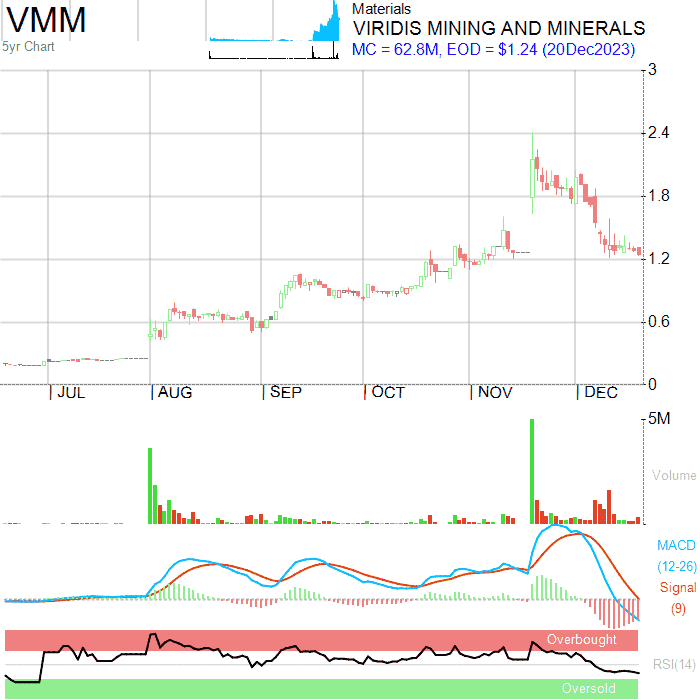 VMM
5yr Chart
Materials
VIRIDIS MINING AND MINERALS
MC = 62.8M, EOD = $1.24 (20Dec2023)
3
2.4
1.8
1.2
0.6
0
JUL AUG SEP OCT NOV DEC
5M
Volume
MACD
(12-26)
Signal
(9)
Overbought
RSI(14)
Oversold